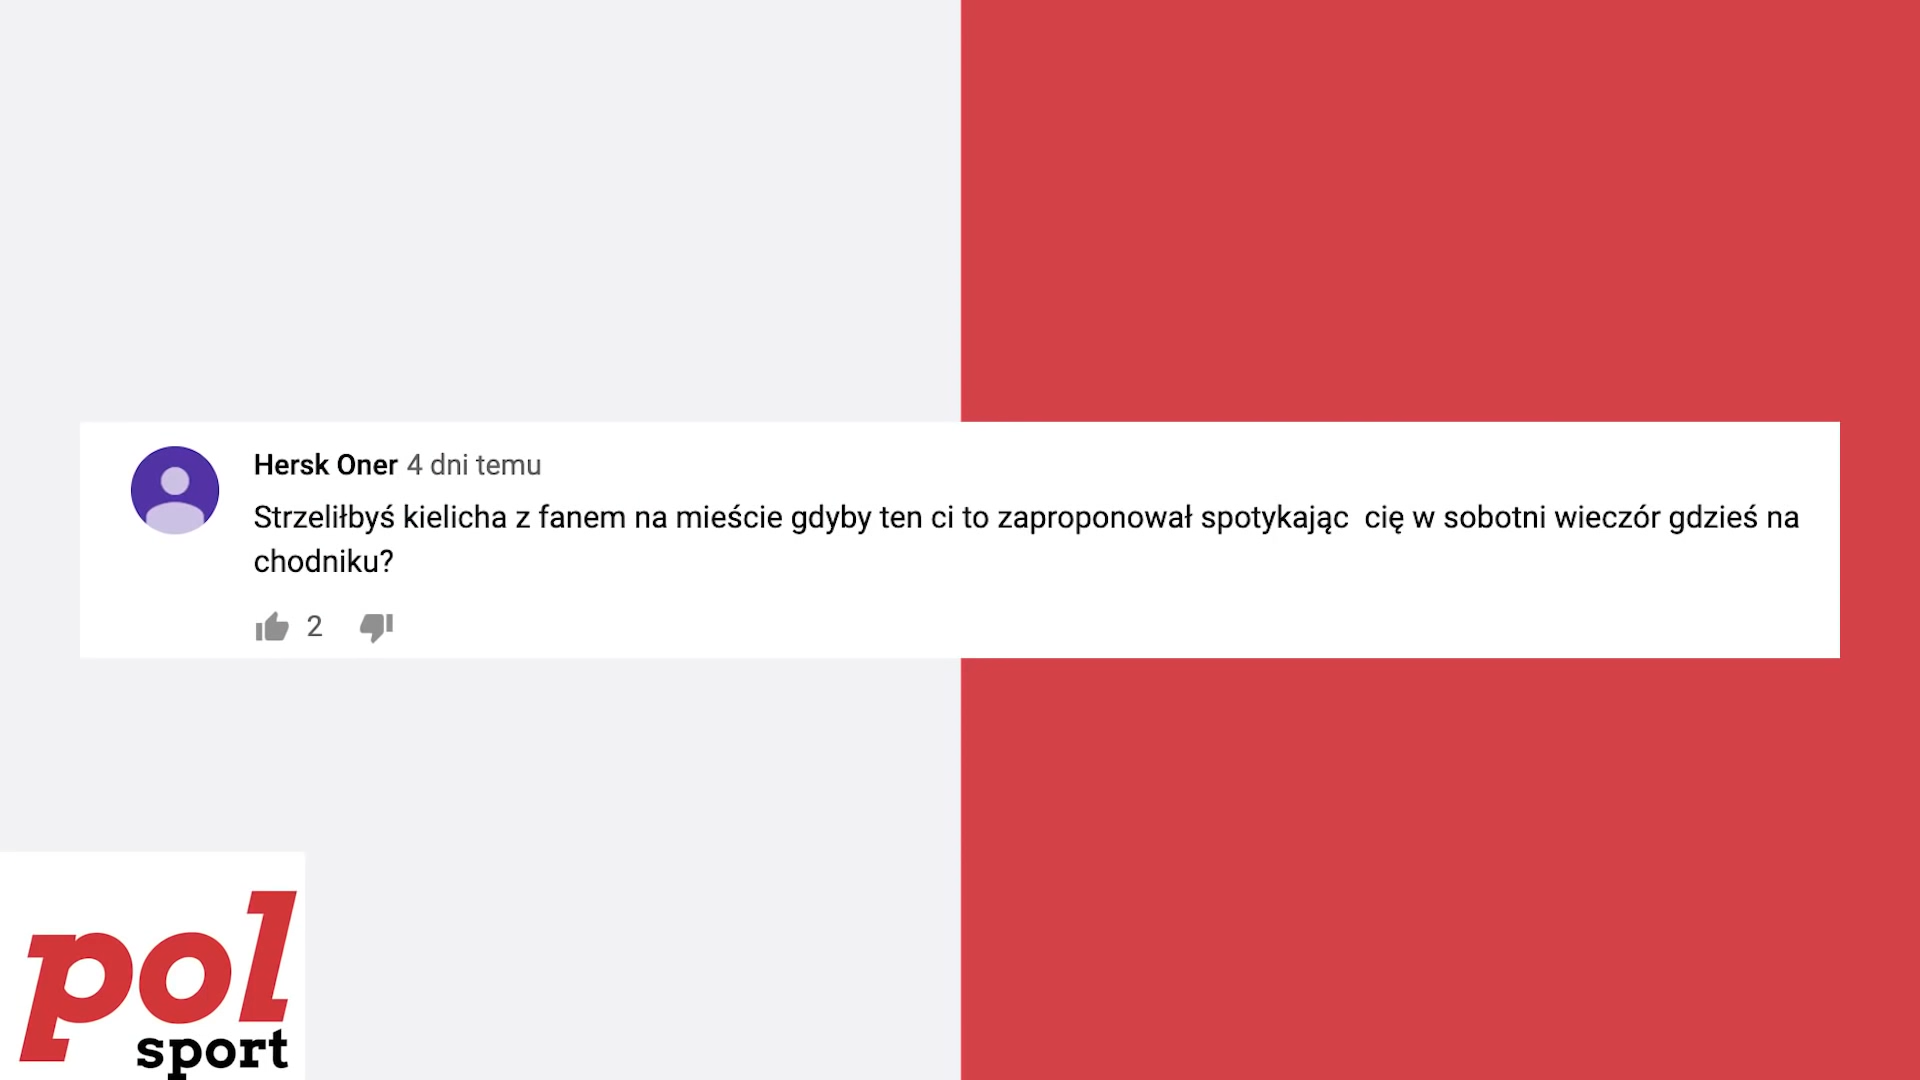 Hersk Oner 4 dni temu
Strzeliłbyś kielicha z fanem na mieście gdyby ten ci to zaproponował spotykając  cię w sobotni wieczór gdzieś na
chodniku?
2
pol
sport